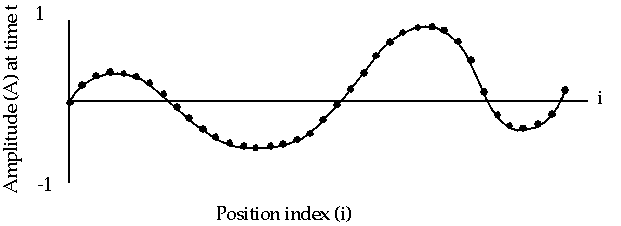 1
Amplitude (A) at time t
i
-1
Position index (i)